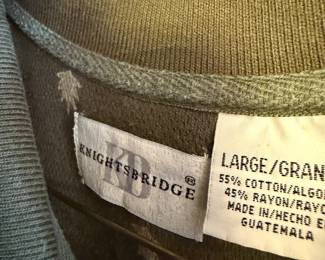 KB
KNIGHTSBRIDGE®
LARGE/GRAN
55% COTTON/ALGO
45% RAYON/RAYO
MADE IN/HECHO E
GUATEMALA